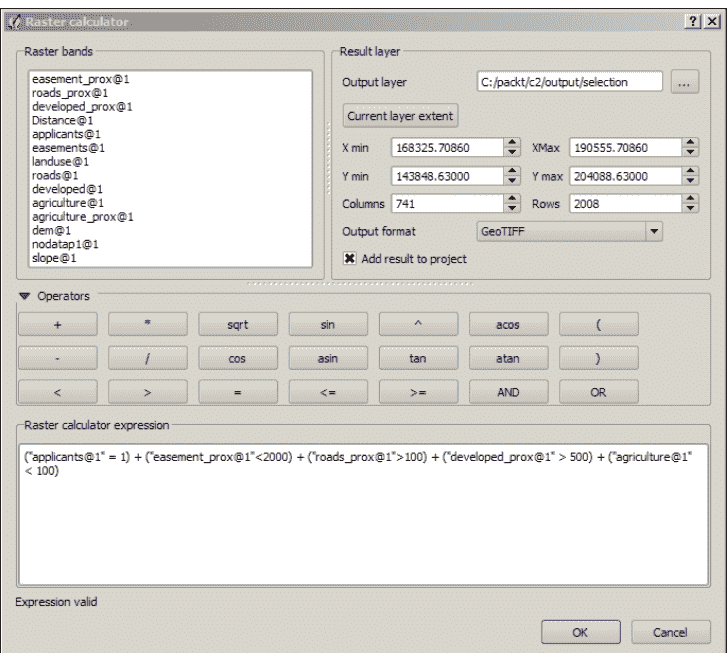 Raster calculator
Raster bands
easement_prox@1
roads_prox@1
developed_prox@1
Distance@1
applicants@1
easements@1
landuse@1
roads@1
developed@1
agriculture@1
agriculture_prox@1
dem@1
nodatap1@1
slope@1
Result layer
Output layer C:/packt/c2/output/selection ...
Current layer extent
X min 168325.70860 XMax 190555.70860
Y min 143848.63000 Y max 204088.63000
Columns 741 Rows 2008
Output format GeoTIFF
Add result to project
Operators
+ * sqrt sin ^ acos (
- / cos asin tan atan )
< > = <= >= AND OR
Raster calculator expression
("applicants@1" = 1) + ("easement_prox@1"<2000) + ("roads_prox@1">100) + ("developed_prox@1" > 500) + ("agriculture@1"
< 100)
Expression valid
OK Cancel